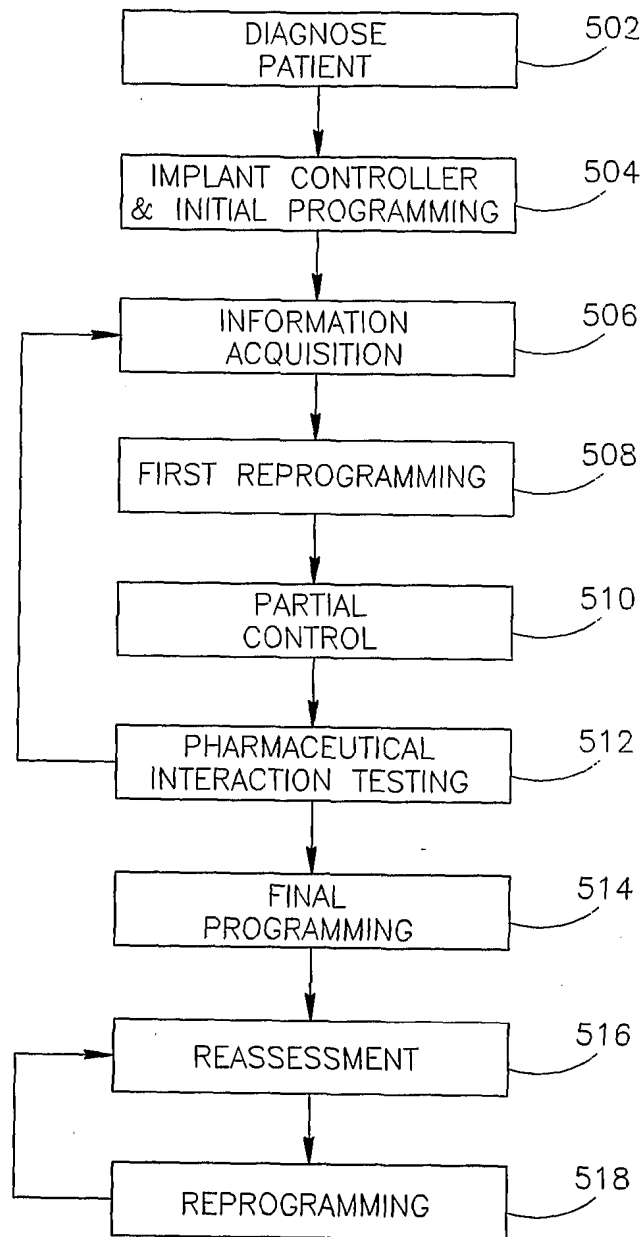 DIAGNOSE
PATIENT
502
IMPLANT CONTROLLER
& INITIAL PROGRAMMING
504
INFORMATION
ACQUISITION
506
FIRST REPROGRAMMING
508
PARTIAL
CONTROL
510
PHARMACEUTICAL
INTERACTION TESTING
512
FINAL
PROGRAMMING
514
REASSESSMENT
516
REPROGRAMMING
518